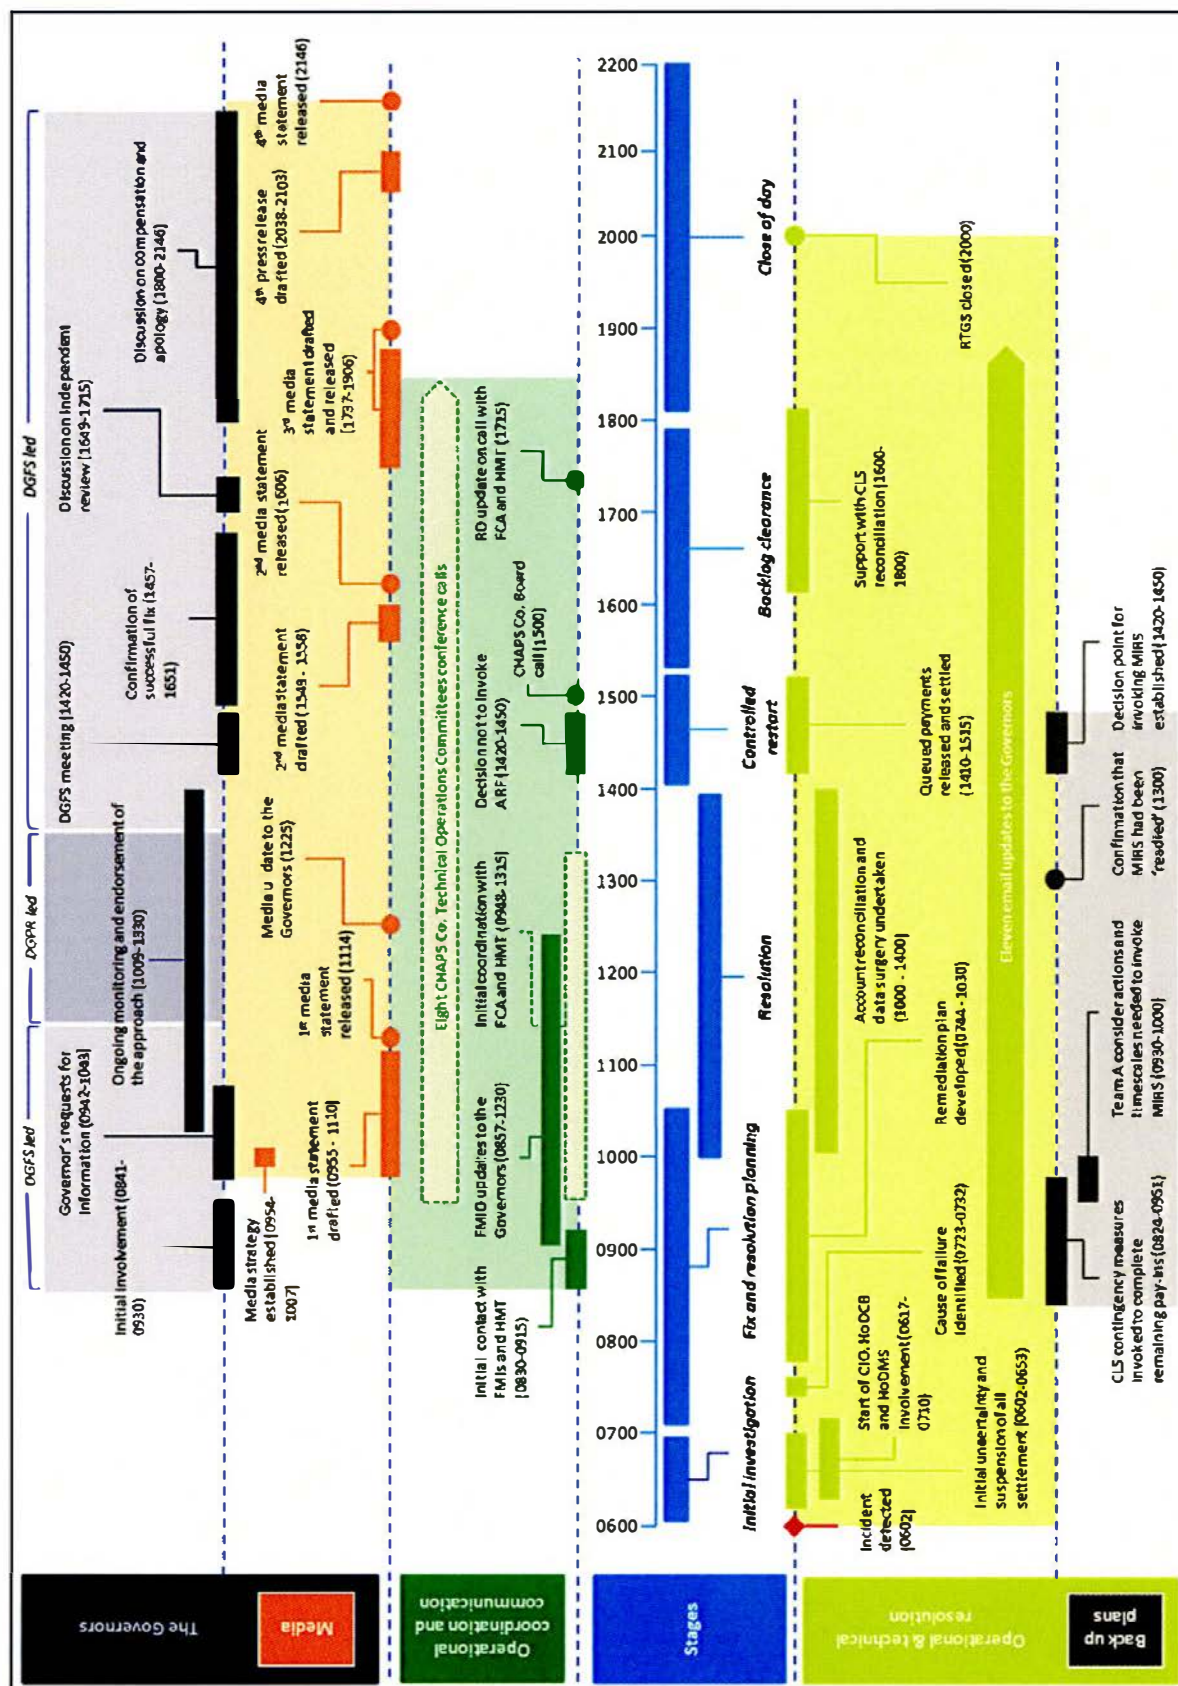 The Governors
DGFS led
DGPR led
DGFS led
Initial involvement (0841-
0930)
Governor's requests for
information (0942-1043)
Ongoing monitoring and endorsement of
the approach (1009-1330)
DGFS meeting (1420-1450)
Confirmation of
successful fix (1457-
1651)
Discussion on independent
review (1649-1715)
Discussion on compensation and
apology (1800-2146)
Media
Media strategy
established (0954-
1007)
1st media statement
drafted (0955 - 1110)
1st media
statement
released (1114)
Media u date to the
Governors (1225)
2nd media statement
drafted (1549 - 1558)
2nd media statement
released (1606)
3rd media
statement drafted
and released
(1737-1906)
4th press release
drafted (2038-2103)
4th media
statement
released (2146)
Operational
coordination and
communication
Eight CHAPS Co. Technical Operations Committees conference calls
Initial contact with
FMIs and HMT
(0830-0915)
FMID updates to the
Governors (0857-1230)
Initial coordination with
FCA and HMT (0948-1315)
Decision not to invoke
ARF (1420-1450)
CHAPS Co. Board
call (1500)
RD update on call with
FCA and HMT (1715)
Stages
0600
0700
0800
0900
1000
1100
1200
1300
1400
1500
1600
1700
1800
1900
2000
2100
2200
Initial investigation
Fix and resolution planning
Resolution
Controlled
restart
Backlog clearance
Close of day
Operational & technical
resolution
Incident
detected
(0602)
Initial uncertainty and
suspension of all
settlement (0602-0653)
Start of CIO, HoDCB
and HoDMS
involvement (0617-
0710)
Cause of failure
identified (0723-0732)
Remediation plan
developed (0744 - 1030)
Account reconciliation and
data surgery undertaken
(1000 - 1400)
Queued payments
released and settled
(1410-1515)
Support with CLS
reconciliation (1600-
1800)
RTGS closed (2000)
Eleven email updates to the Governors
Back up
plans
CLS contingency measures
invoked to complete
remaining pay-ins (0824-0951)
Team A consider actions and
timescales needed to invoke
MIRS (0930-1000)
Confirmation that
MIRS had been
'readied' (1300)
Decision point for
invoking MIRS
established (1420-1450)